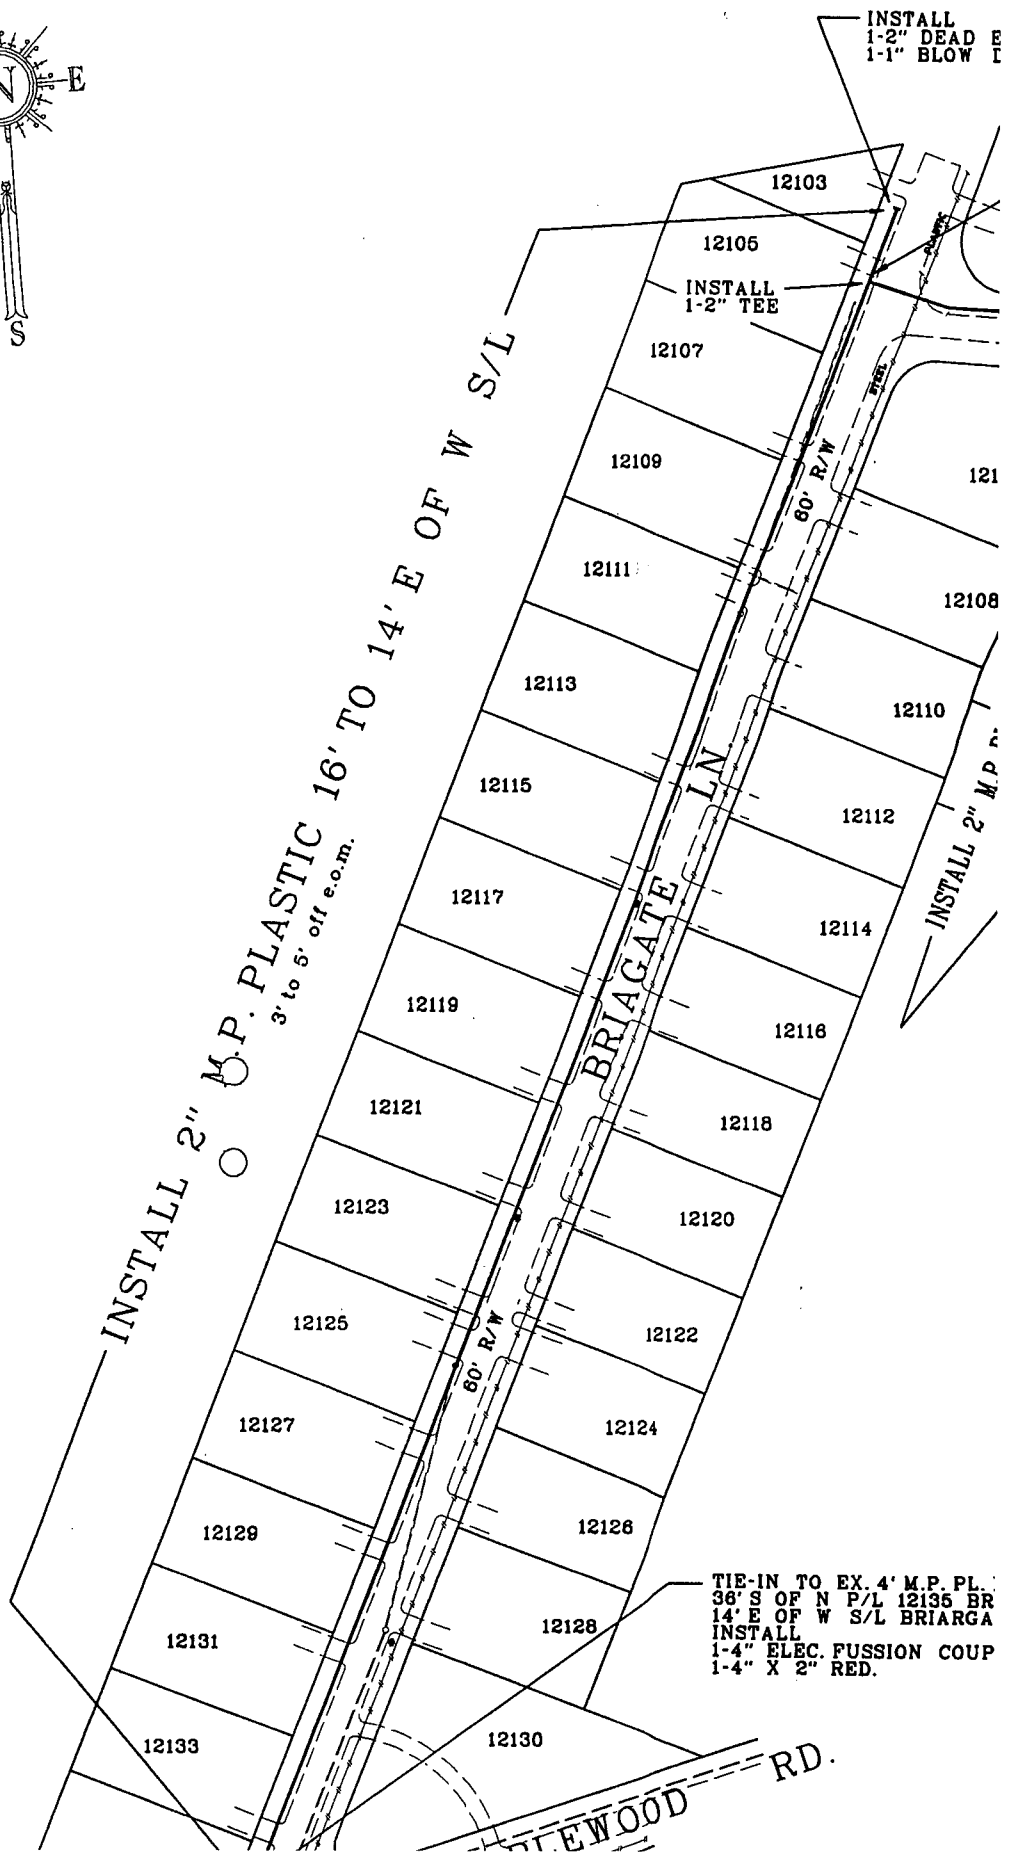 INSTALL
1-2" DEAD E
1-1" BLOW D
N
E
S
12103
12105
INSTALL
1-2" TEE
PLASTIC
12107
STEEL
12109
60' R/W
121
12111
12108
12113
12110
12115
12112
INSTALL 2" M.P.
INSTALL 2" M.P. PLASTIC 16' TO 14' E OF W S/L
3' to 5' off e.o.m.
BRIAGATE LN.
12117
12114
12119
12116
12121
12118
12123
12120
12125
12122
60' R/W
12127
12124
12129
12126
12131
12128
TIE-IN TO EX. 4' M.P. PL.
36' S OF N P/L 12135 BR
14' E OF W S/L BRIARGA
INSTALL
1-4" ELEC. FUSSION COUP
1-4" X 2" RED.
12133
12130
PLEWOOD RD.